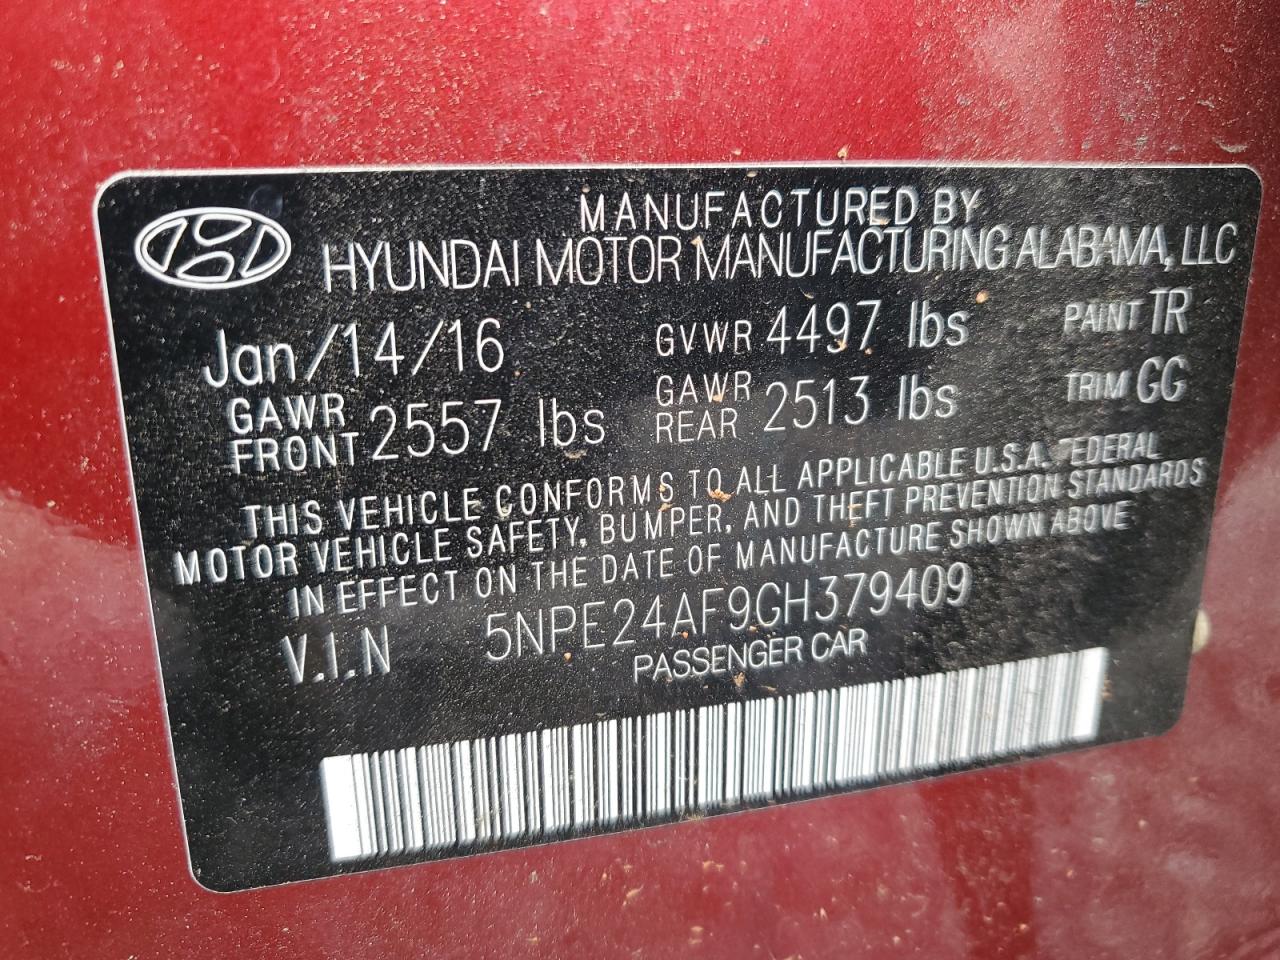 MANUFACTURED BY
HYUNDAI MOTOR MANUFACTURING ALABAMA, LLC
Jan/14/16 GVWR 4497 lbs PAINT TR
GAWR FRONT 2557 lbs GAWR REAR 2513 lbs TRIM GG
THIS VEHICLE CONFORMS TO ALL APPLICABLE U.S.A. FEDERAL
MOTOR VEHICLE SAFETY, BUMPER, AND THEFT PREVENTION STANDARDS
IN EFFECT ON THE DATE OF MANUFACTURE SHOWN ABOVE
V.I.N 5NPE24AF9GH379409
PASSENGER CAR